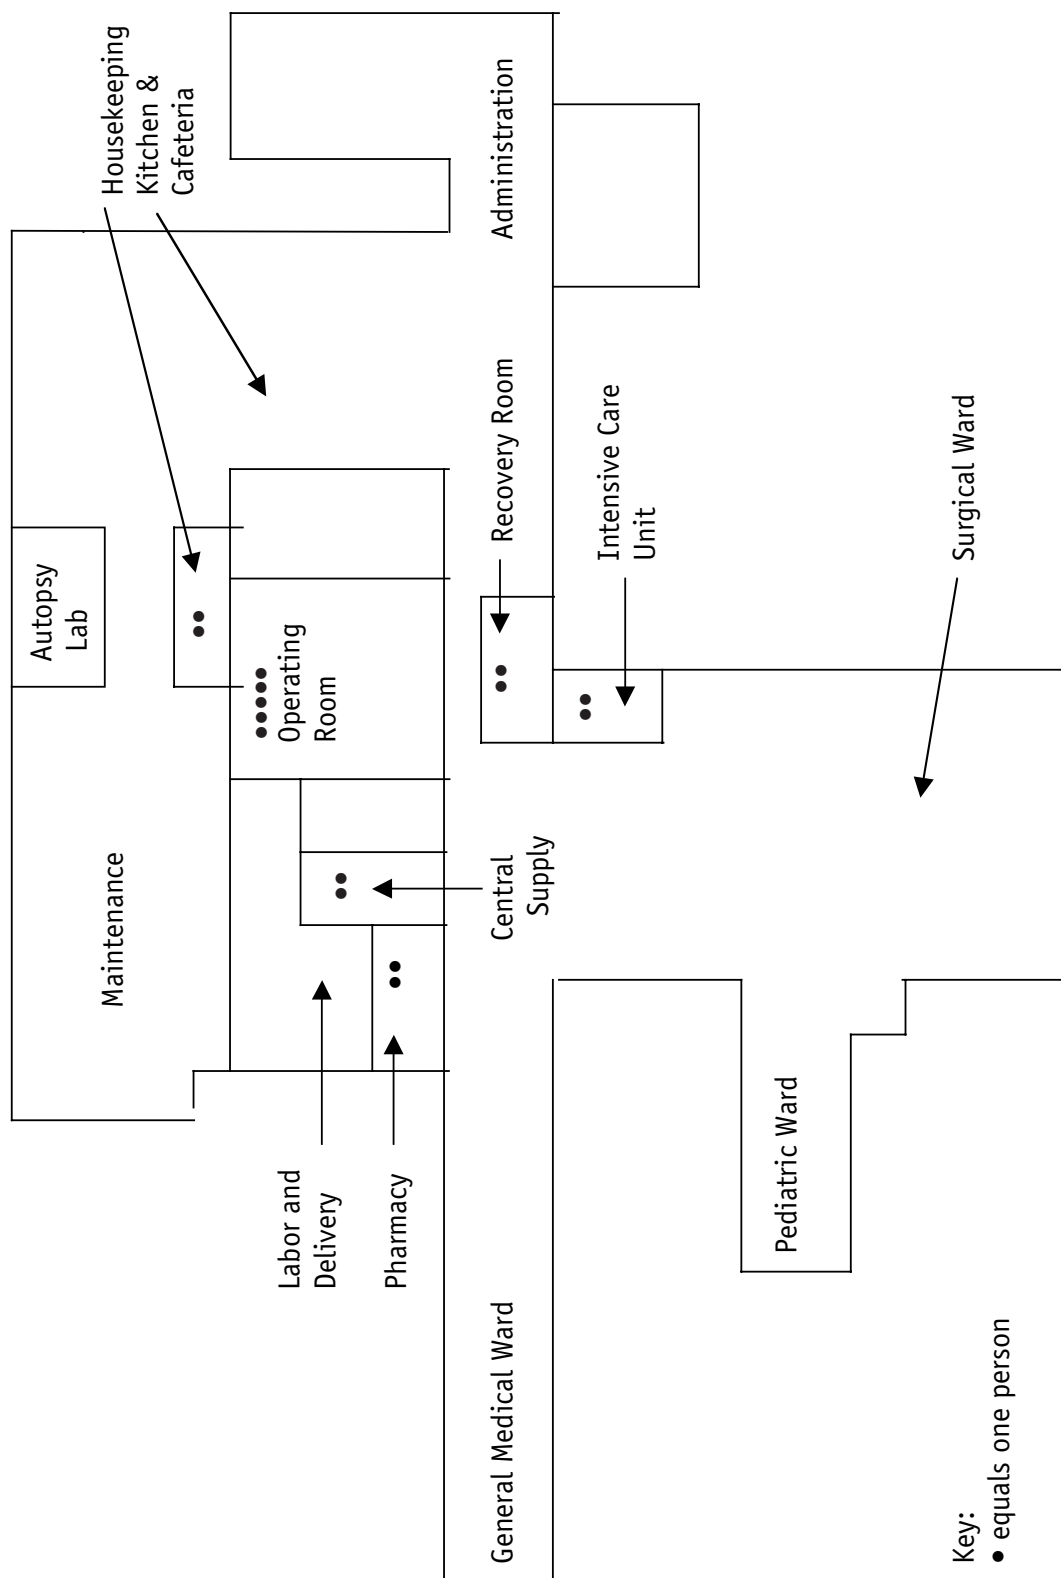 Housekeeping
Kitchen &
Cafeteria
Autopsy
Lab
Maintenance
Operating
Room
Administration
Labor and
Delivery
Pharmacy
Central
Supply
Recovery Room
Intensive Care
Unit
General Medical Ward
Surgical Ward
Pediatric Ward
Key:
• equals one person